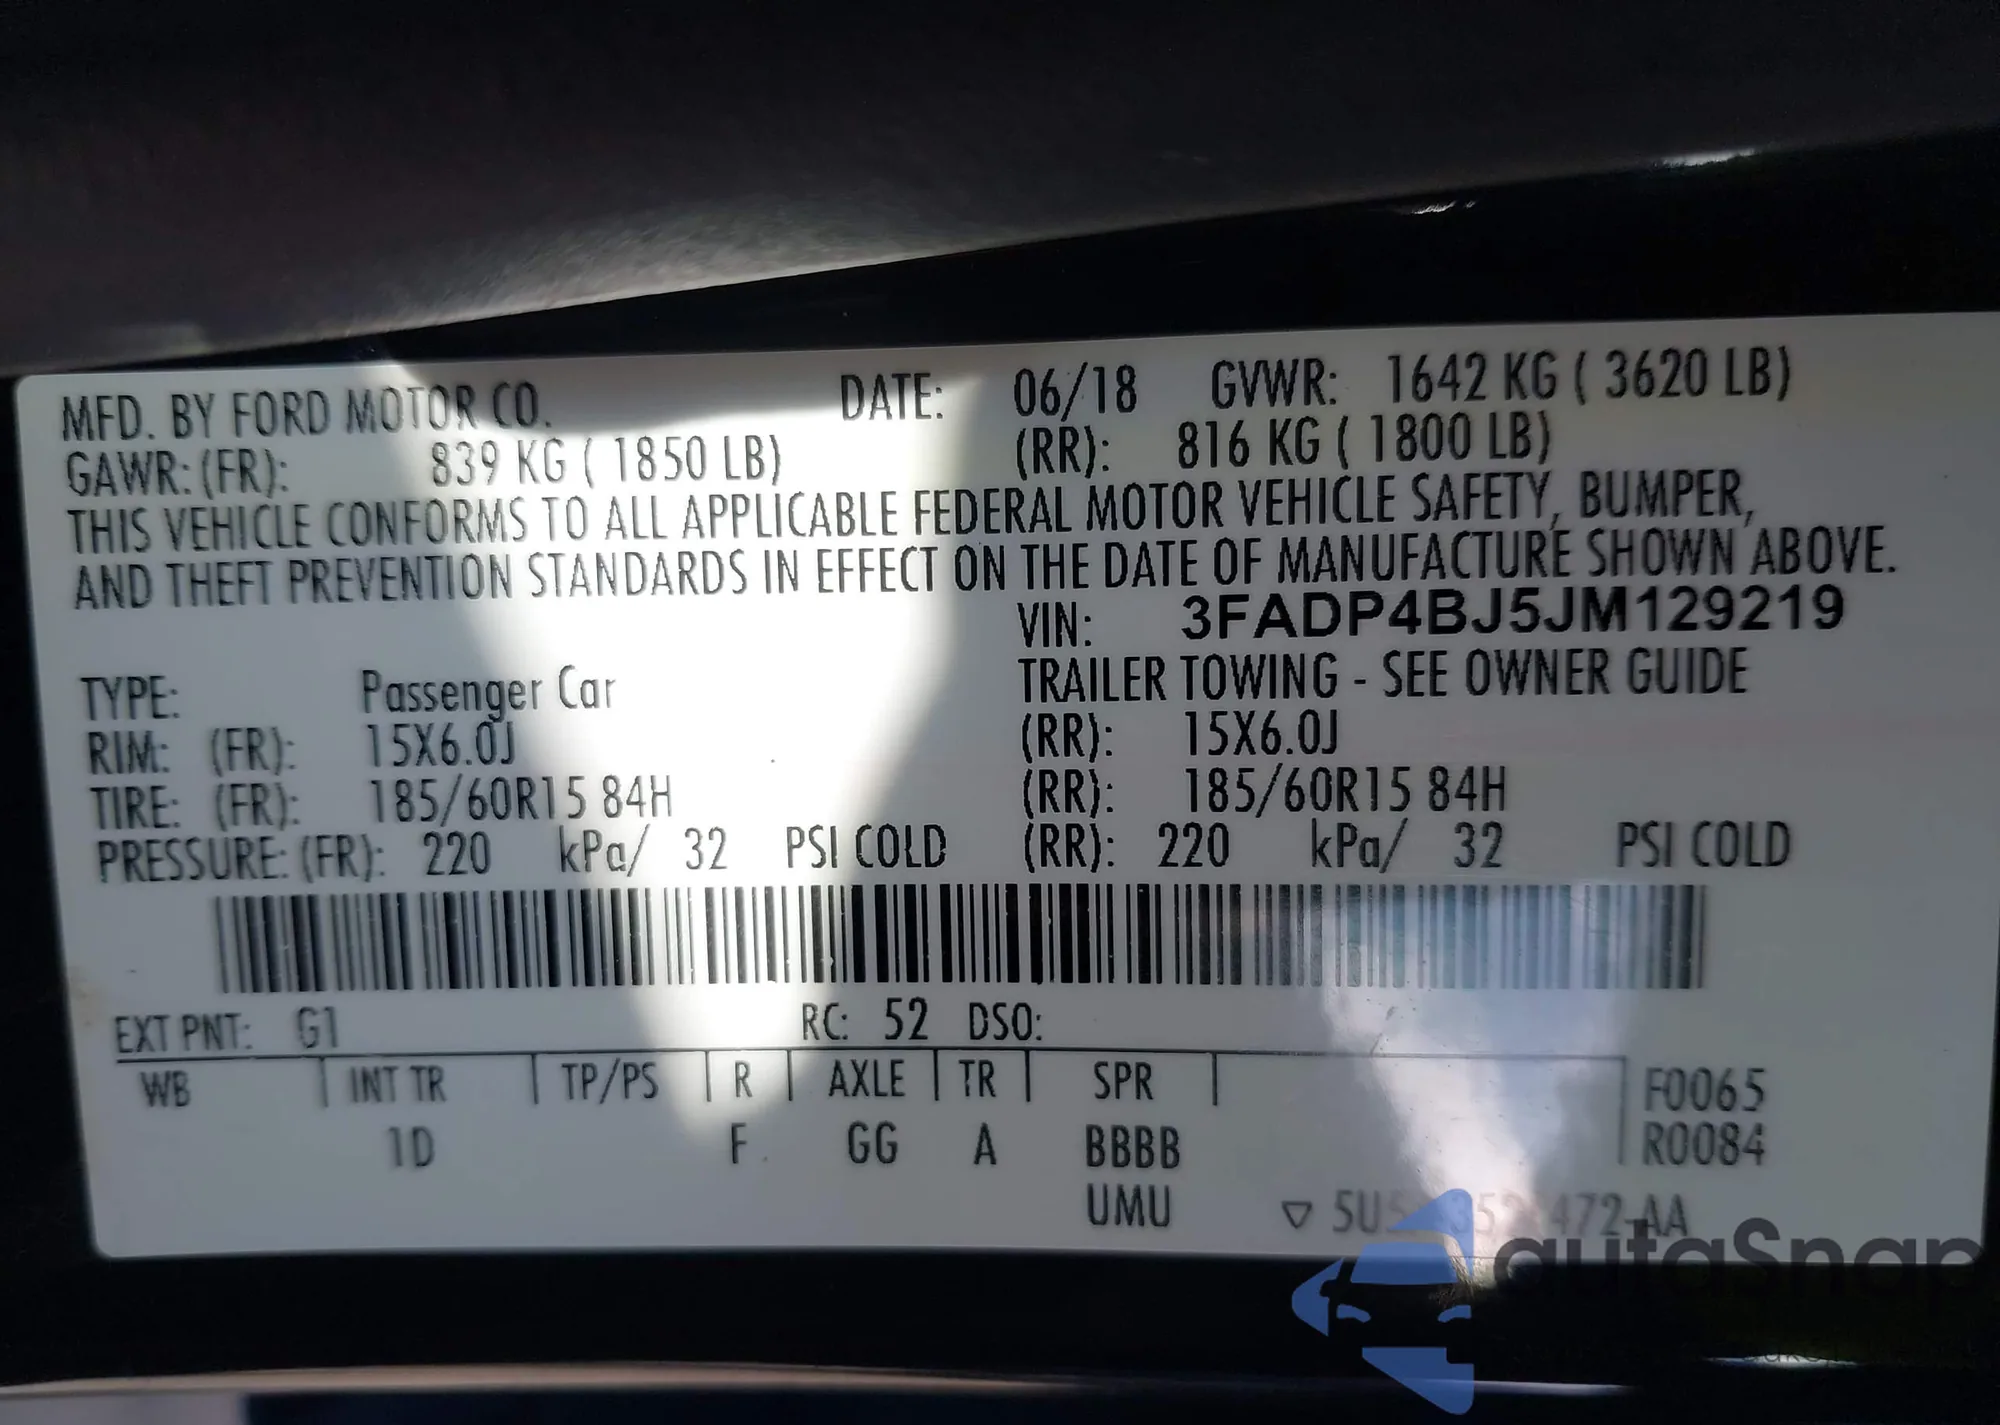 MFD. BY FORD MOTOR CO. DATE: 06/18 GVWR: 1642 KG ( 3620 LB)
GAWR: (FR): 839 KG ( 1850 LB) (RR): 816 KG ( 1800 LB)
THIS VEHICLE CONFORMS TO ALL APPLICABLE FEDERAL MOTOR VEHICLE SAFETY, BUMPER,
AND THEFT PREVENTION STANDARDS IN EFFECT ON THE DATE OF MANUFACTURE SHOWN ABOVE.
VIN: 3FADP4BJ5JM129219
TYPE: Passenger Car TRAILER TOWING - SEE OWNER GUIDE
RIM: (FR): 15X6.0J (RR): 15X6.0J
TIRE: (FR): 185/60R15 84H (RR): 185/60R15 84H
PRESSURE: (FR): 220 kPa/ 32 PSI COLD (RR): 220 kPa/ 32 PSI COLD
EXT PNT: G1 RC: 52 DSO:
WB INT TR TP/PS R AXLE TR SPR F0065
1D F GG A BBBB R0084
UMU
autoSnap